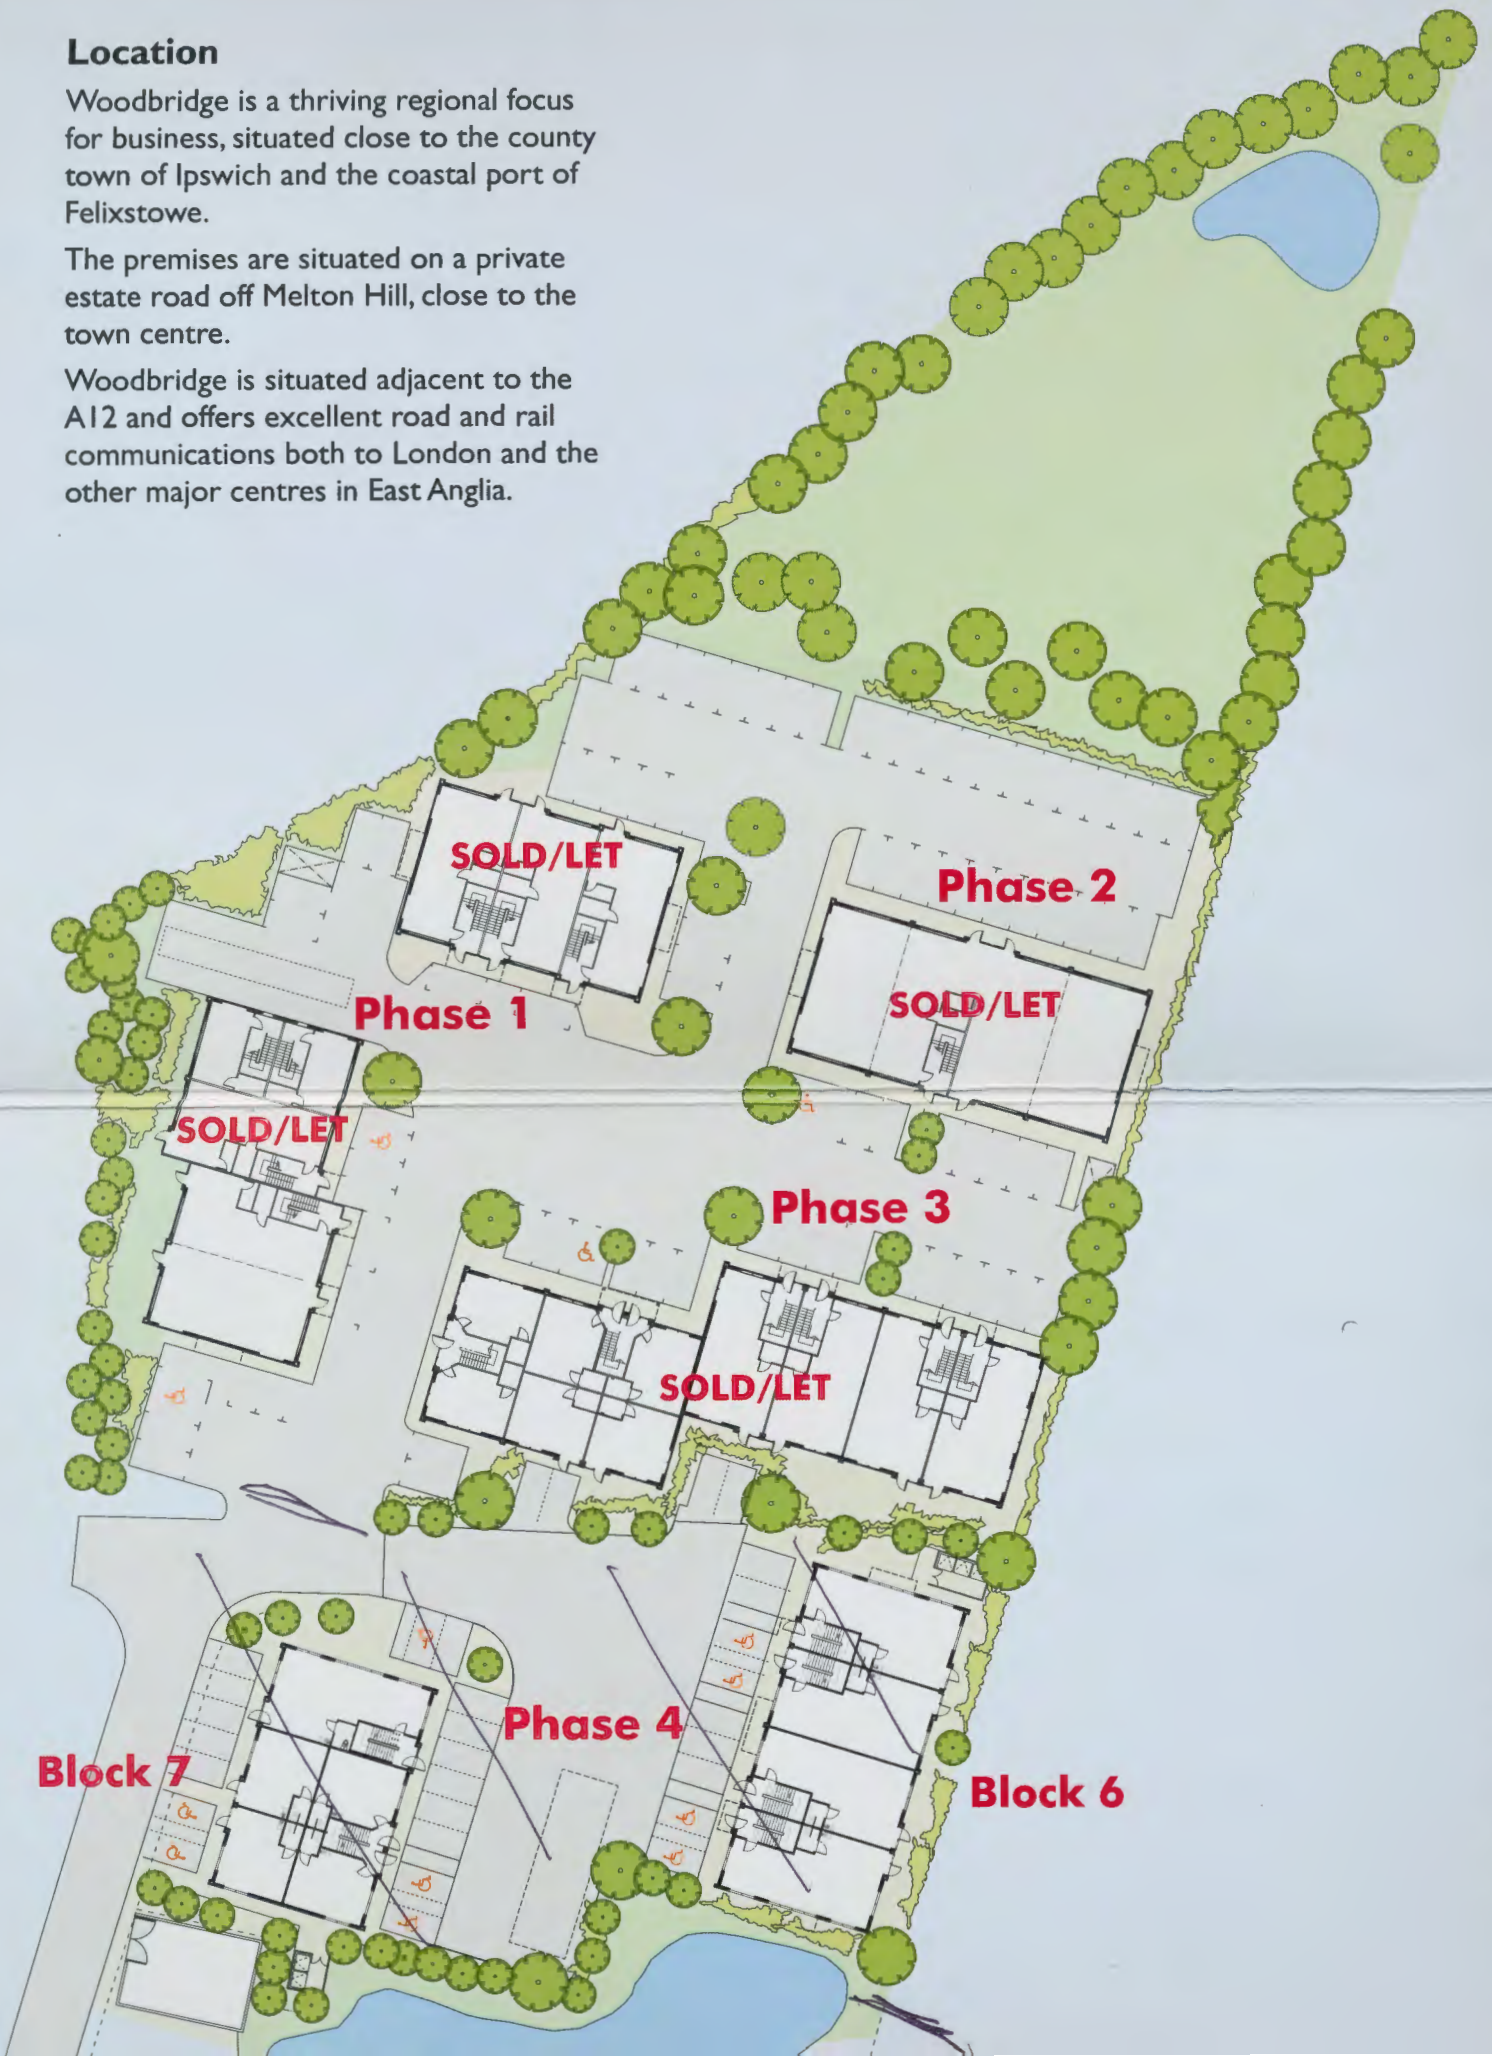 Location
Woodbridge is a thriving regional focus
for business, situated close to the county
town of Ipswich and the coastal port of
Felixstowe.
The premises are situated on a private
estate road off Melton Hill, close to the
town centre.
Woodbridge is situated adjacent to the
A12 and offers excellent road and rail
communications both to London and the
other major centres in East Anglia.
SOLD/LET
Phase 2
SOLD/LET
Phase 1
SOLD/LET
Phase 3
SOLD/LET
Phase 4
Block 7
Block 6